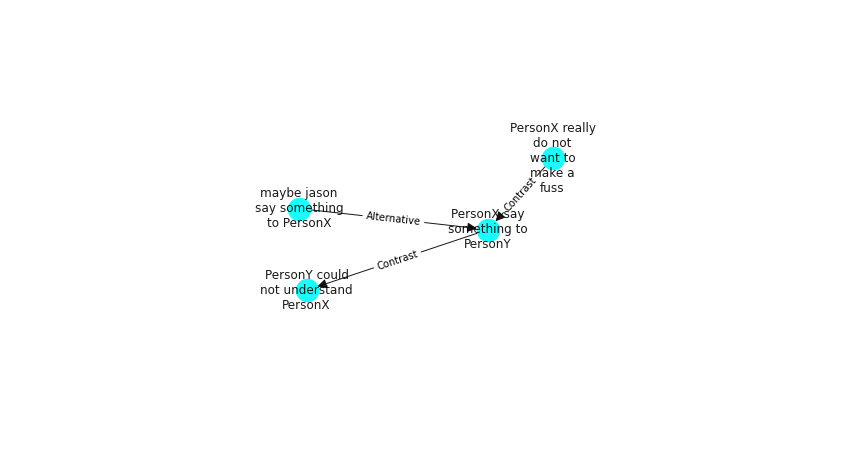 PersonX really
do not
want to
make a
fuss
Contrast
maybe jason
say something
to PersonX
Alternative
PersonX say
something to
PersonY
Contrast
PersonY could
not understand
PersonX